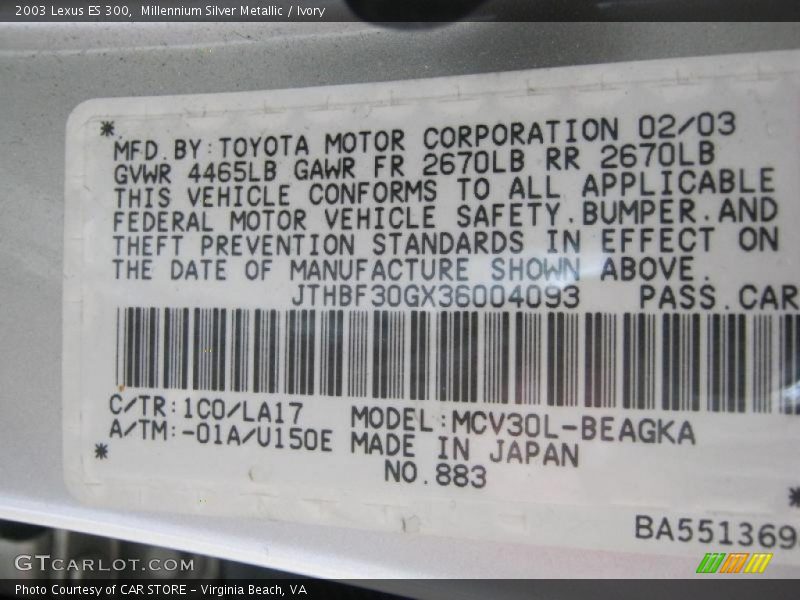 2003 Lexus ES 300,  Millennium Silver Metallic / Ivory
* MFD.BY:TOYOTA MOTOR CORPORATION 02/03
GVWR 4465LB GAWR FR 2670LB RR 2670LB
THIS VEHICLE CONFORMS TO ALL APPLICABLE
FEDERAL MOTOR VEHICLE SAFETY.BUMPER.AND
THEFT PREVENTION STANDARDS IN EFFECT ON
THE DATE OF MANUFACTURE SHOWN ABOVE.
JTHBF30GX36004093 PASS.CAR
C/TR:1C0/LA17 MODEL:MCV30L-BEAGKA
A/TM:-01A/U150E MADE IN JAPAN
* NO.883 *
BA551369
GTCARLOT.COM
Photo Courtesy of CAR STORE - Virginia Beach, VA